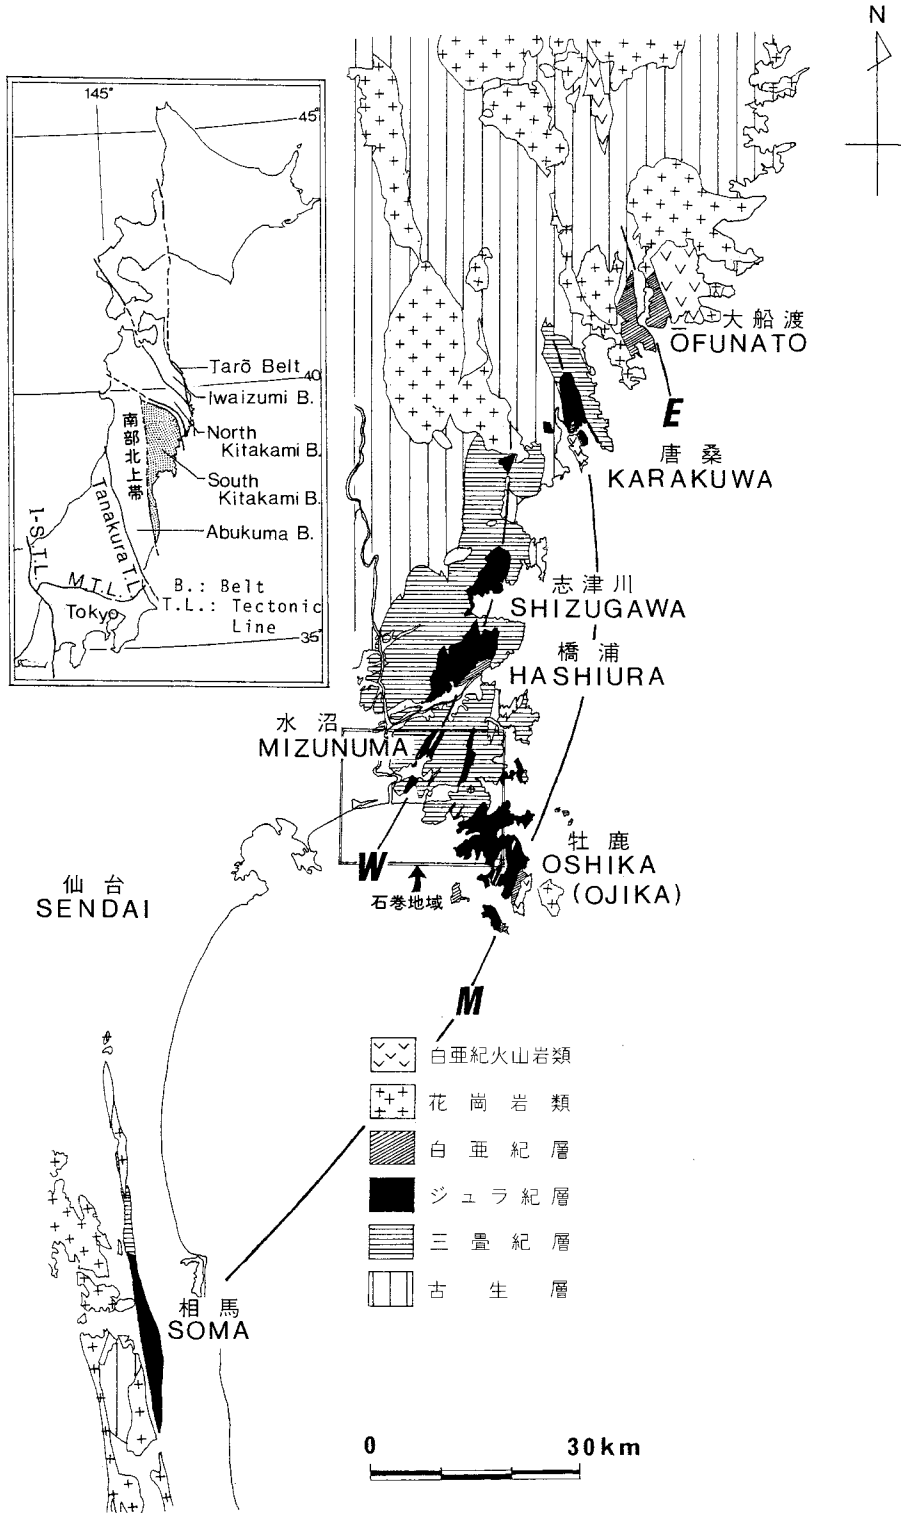 N
145°
45°
Tarō Belt
40
Iwaizumi B.
North
Kitakami B.
South
Kitakami B.
Abukuma B.
南部北上帯
Tanakura T.L.
I-S.T.L.
M.T.L.
Tokyo
B.: Belt
T.L.: Tectonic
Line
35°
大船渡
OFUNATO
E
唐桑
KARAKUWA
志津川
SHIZUGAWA
橋浦
HASHIURA
水沼
MIZUNUMA
牡鹿
OSHIKA
(OJIKA)
W
石巻地域
仙台
SENDAI
M
白亜紀火山岩類
花崗岩類
白亜紀層
ジュラ紀層
三畳紀層
古生層
相馬
SOMA
0 30km